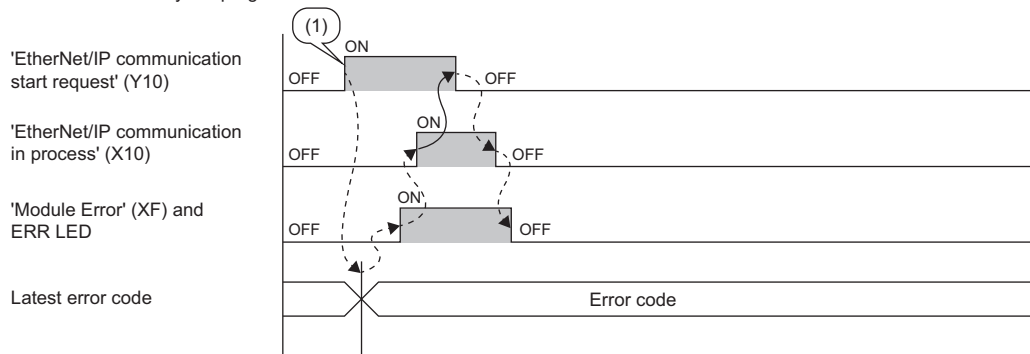 (1)
'EtherNet/IP communication
start request' (Y10)
OFF
ON
OFF
'EtherNet/IP communication
in process' (X10)
OFF
ON
OFF
'Module Error' (XF) and
ERR LED
OFF
ON
OFF
Latest error code
Error code